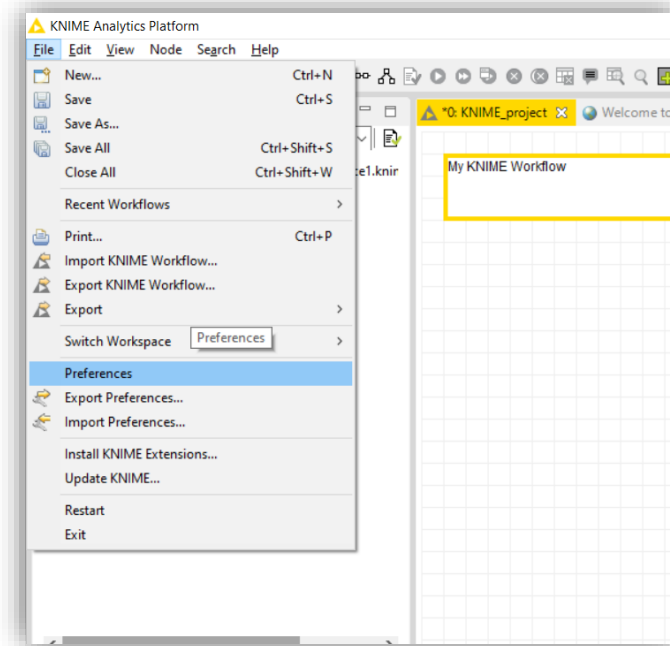 KNIME Analytics Platform
File Edit View Node Search Help
New... Ctrl+N
Save Ctrl+S
Save As...
Save All Ctrl+Shift+S
Close All Ctrl+Shift+W
Recent Workflows
Print... Ctrl+P
Import KNIME Workflow...
Export KNIME Workflow...
Export
Switch Workspace
Preferences
Preferences
Export Preferences...
Import Preferences...
Install KNIME Extensions...
Update KNIME...
Restart
Exit
*0: KNIME_project Welcome to
My KNIME Workflow